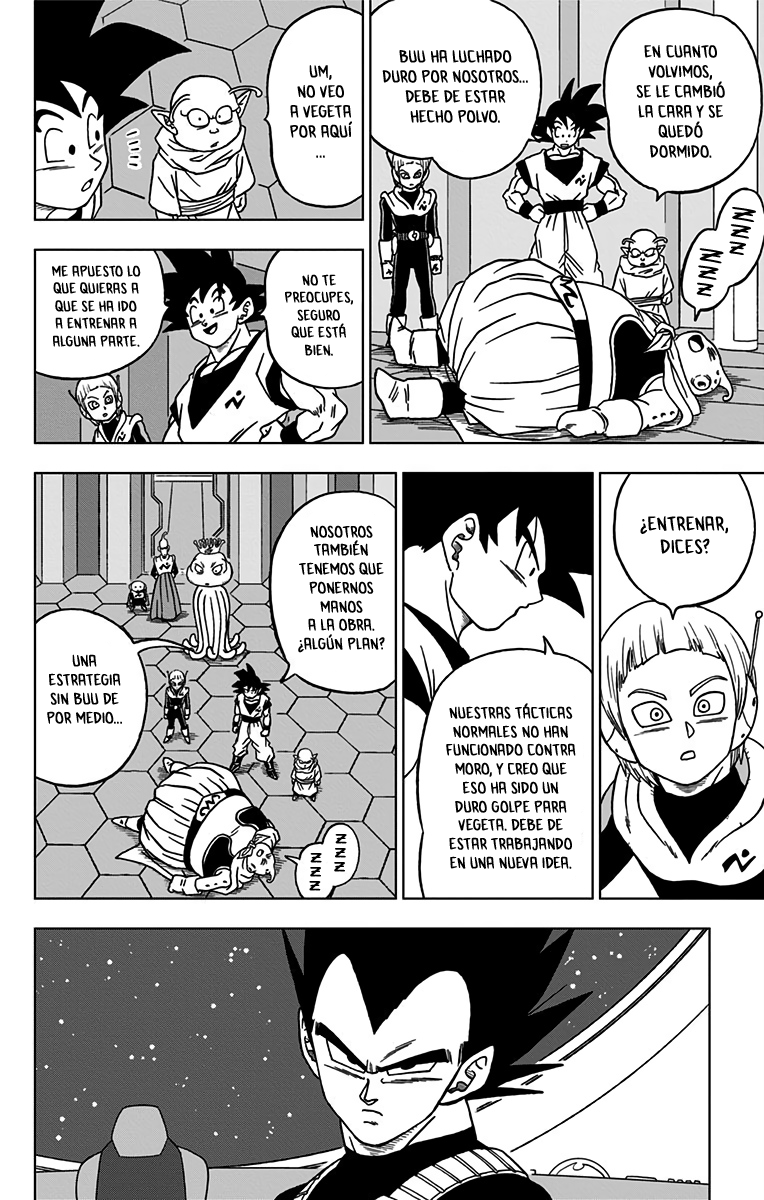 EN CUANTO
VOLVIMOS,
SE LE CAMBIÓ
LA CARA Y SE
QUEDÓ
DORMIDO.
BUU HA LUCHADO
DURO POR NOSOTROS...
DEBE DE ESTAR
HECHO POLVO.
NNN
NNN
UM,
NO VEO
A VEGETA
POR AQUÍ
...
NO TE
PREOCUPES,
SEGURO
QUE ESTÁ
BIEN.
ME APUESTO LO
QUE QUIERAS A
QUE SE HA IDO
A ENTRENAR A
ALGUNA PARTE.
¿ENTRENAR,
DICES?
NUESTRAS TÁCTICAS
NORMALES NO HAN
FUNCIONADO CONTRA
MORO, Y CREO QUE
ESO HA SIDO UN
DURO GOLPE PARA
VEGETA. DEBE DE
ESTAR TRABAJANDO
EN UNA NUEVA IDEA.
NOSOTROS
TAMBIÉN
TENEMOS QUE
PONERNOS
MANOS
A LA OBRA.
¿ALGÚN PLAN?
UNA
ESTRATEGIA
SIN BUU DE
POR MEDIO...
NNN
NNN